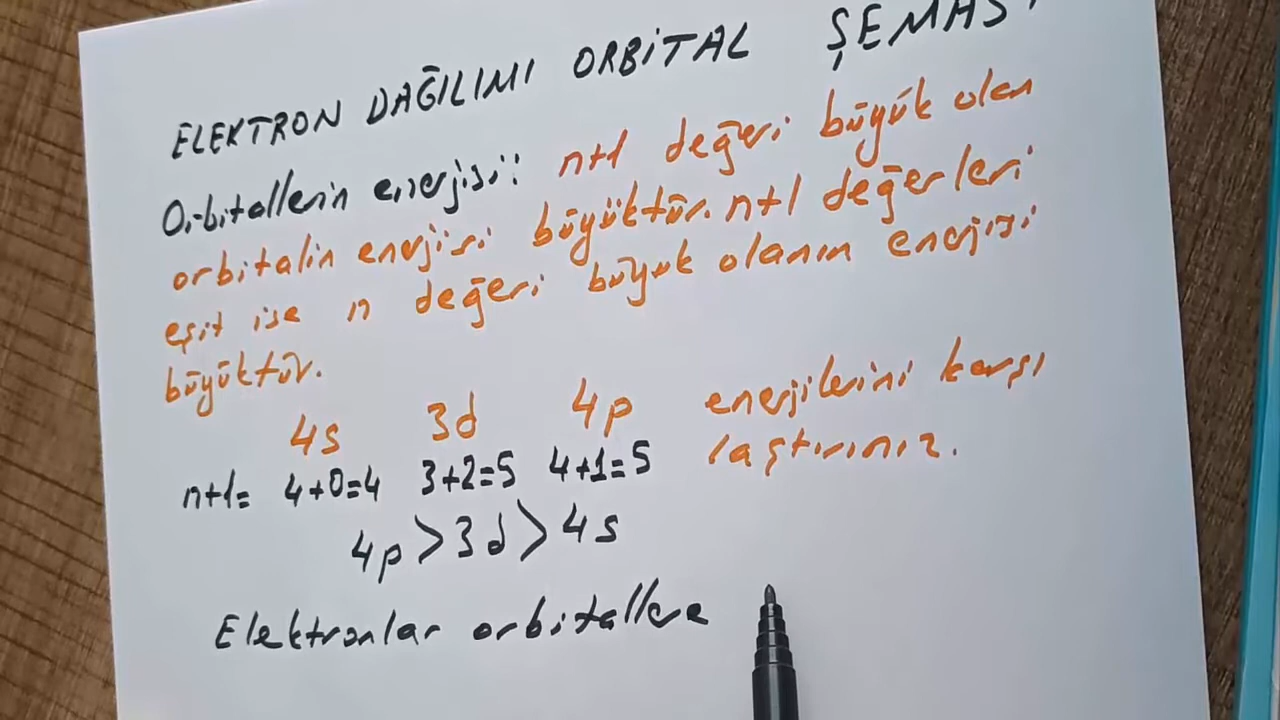 ELEKTRON DAĞILIMI ORBİTAL ŞEMASI
Orbitallerin enerjisi: n+l değeri büyük olan
orbitalin enerjisi büyüktür. n+l değerleri
eşit ise n değeri büyük olanın enerjisi
büyüktür.
4s 3d 4p enerjilerini karşı
laştırınız.
n+l= 4+0=4 3+2=5 4+1=5
4p>3d>4s
Elektronlar orbitallere